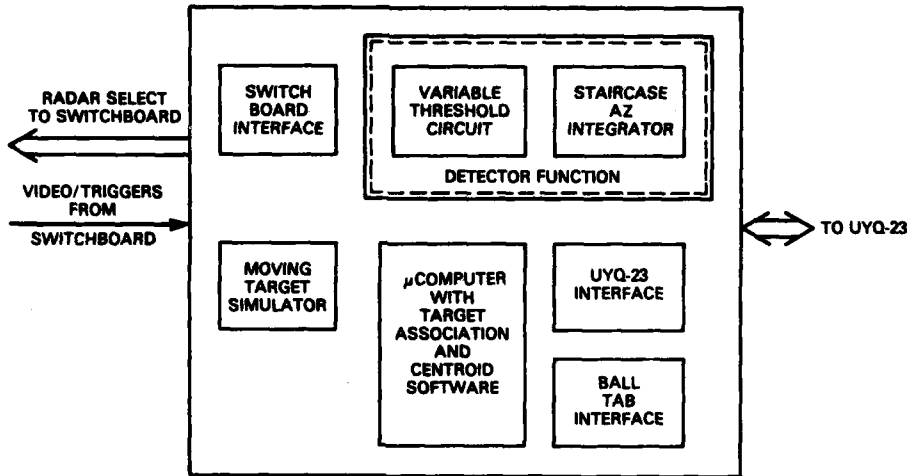 RADAR SELECT
TO SWITCHBOARD
VIDEO/TRIGGERS
FROM
SWITCHBOARD
SWITCH
BOARD
INTERFACE
VARIABLE
THRESHOLD
CIRCUIT
STAIRCASE
AZ
INTEGRATOR
DETECTOR FUNCTION
MOVING
TARGET
SIMULATOR
µCOMPUTER
WITH
TARGET
ASSOCIATION
AND
CENTROID
SOFTWARE
UYQ-23
INTERFACE
BALL
TAB
INTERFACE
TO UYQ-23